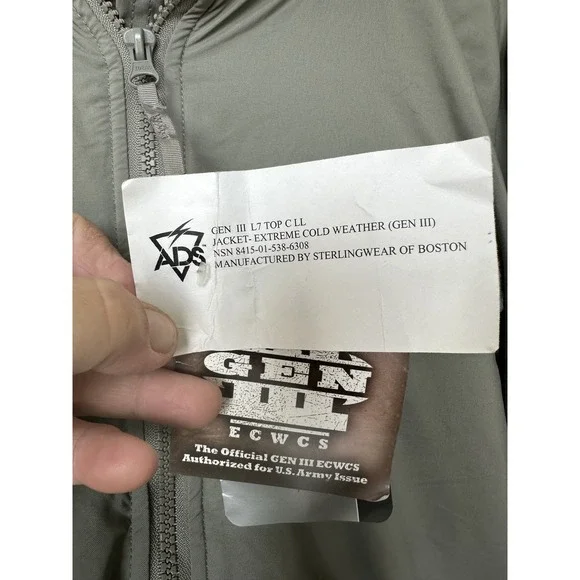 ADS
GEN III L7 TOP C LL
JACKET- EXTREME COLD WEATHER (GEN III)
NSN 8415-01-538-6308
MANUFACTURED BY STERLINGWEAR OF BOSTON
GEN
III
ECWCS
The Official GEN III ECWCS
Authorized for U.S. Army Issue